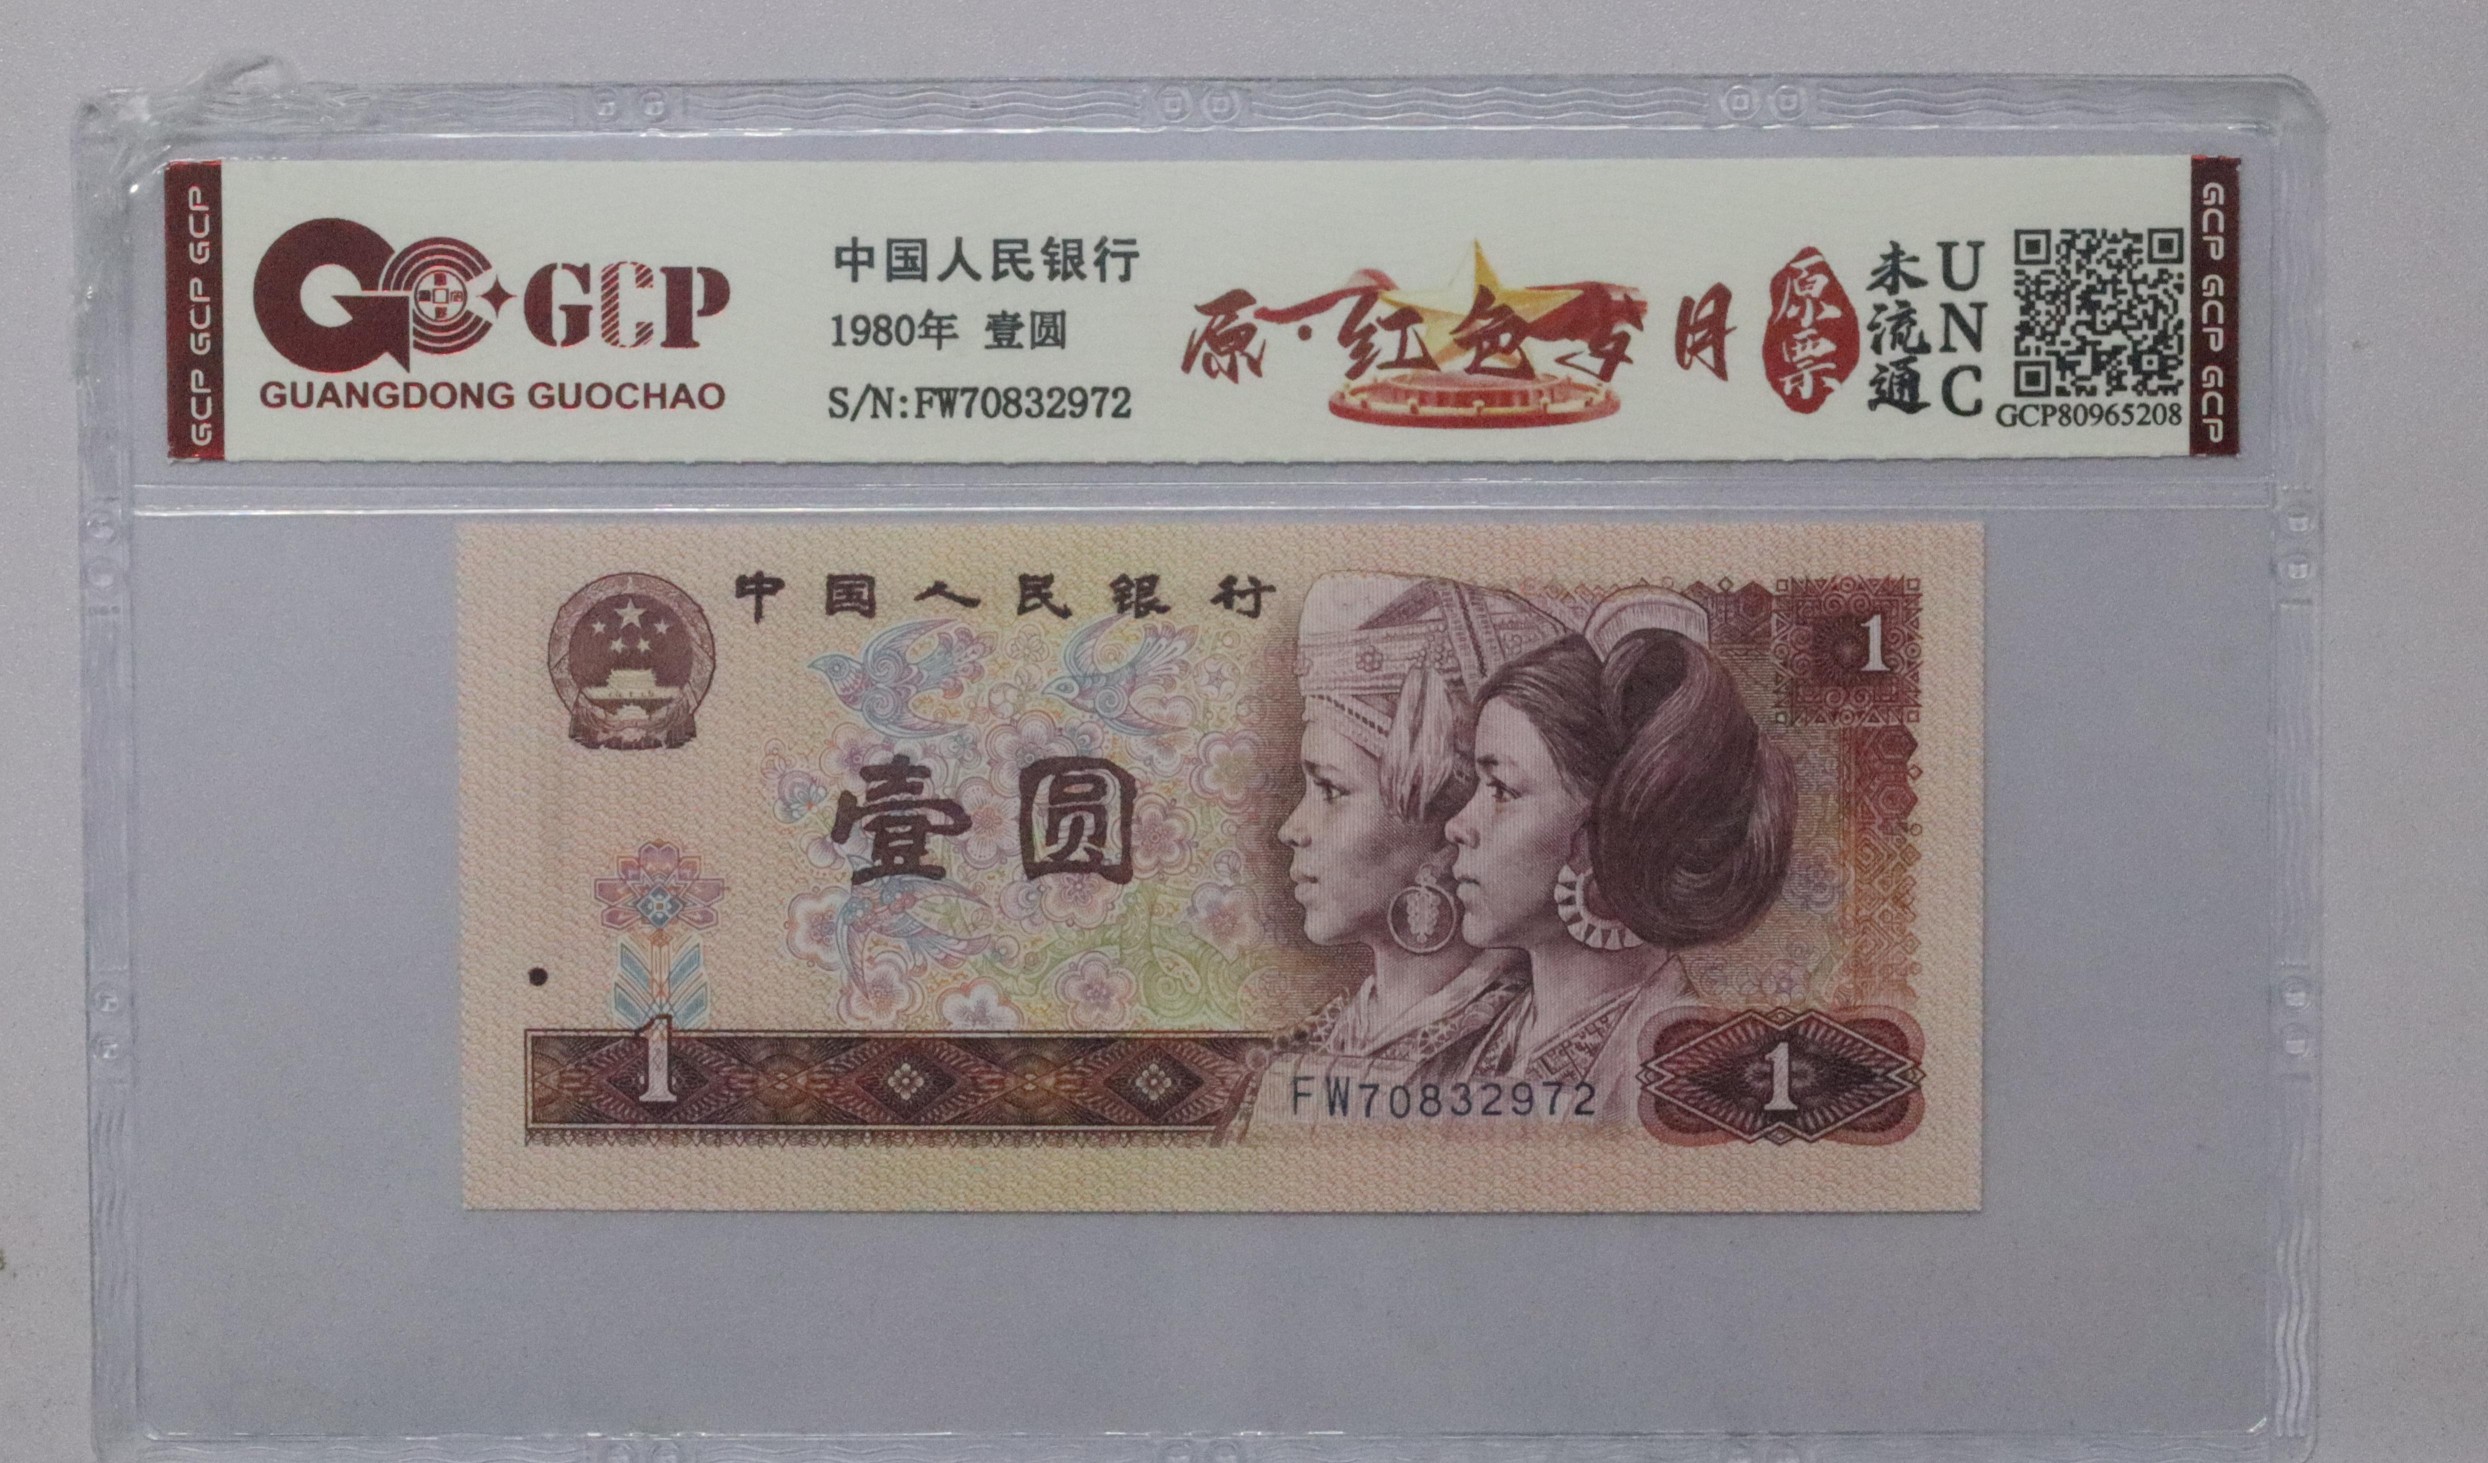 GCP GCP GCP
GCP
GUANGDONG GUOCHAO
中国人民银行
1980年 壹圆
S/N:FW70832972
原·红色岁月
原票
未流通
UNC
GCP80965208
GCP GCP GCP
中国人民银行
1
壹圆
1
FW70832972
1